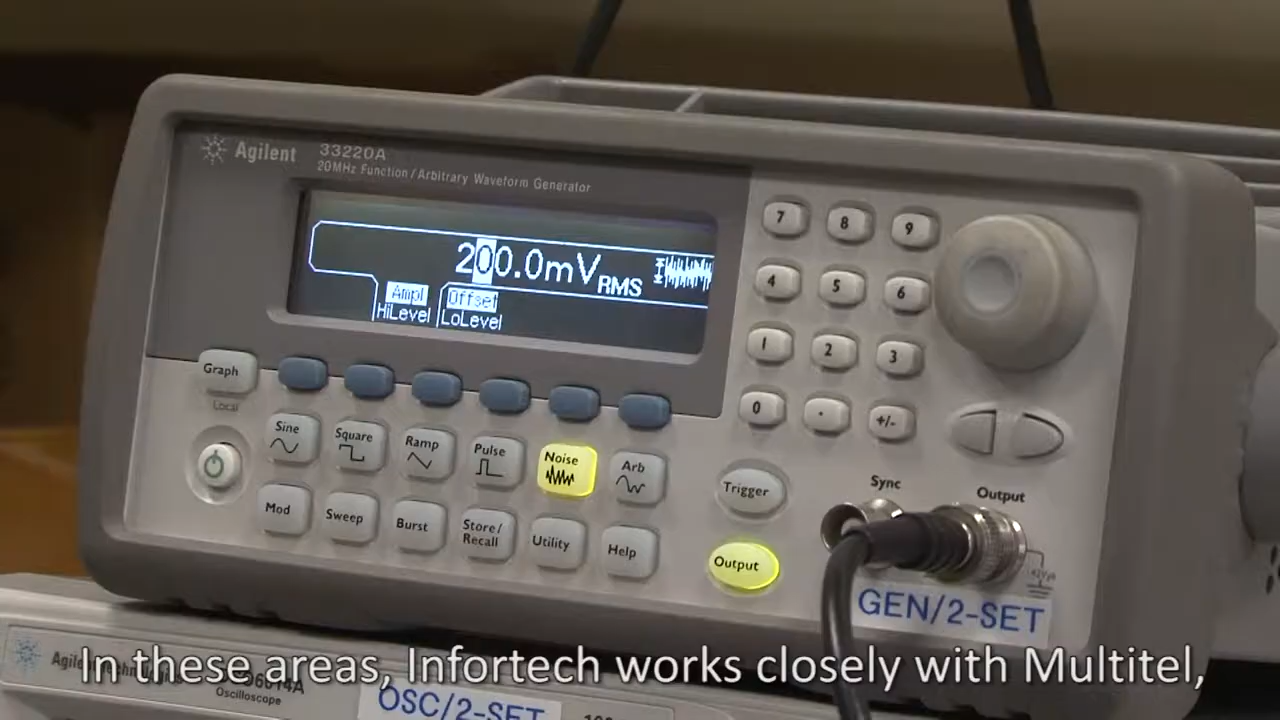 Agilent 33220A
20MHz Function / Arbitrary Waveform Generator
200.0mVRMS
Ampl Offset
HiLevel LoLevel
7 8 9
4 5 6
1 2 3
0 . +/-
Graph
Local
Sine Square Ramp Pulse Noise Arb
Mod Sweep Burst Store/ Recall Utility Help
Trigger
Output
Sync Output
GEN/2-SET
In these areas, Infortech works closely with Multitel,
Oscilloscope
OSC/2-SET